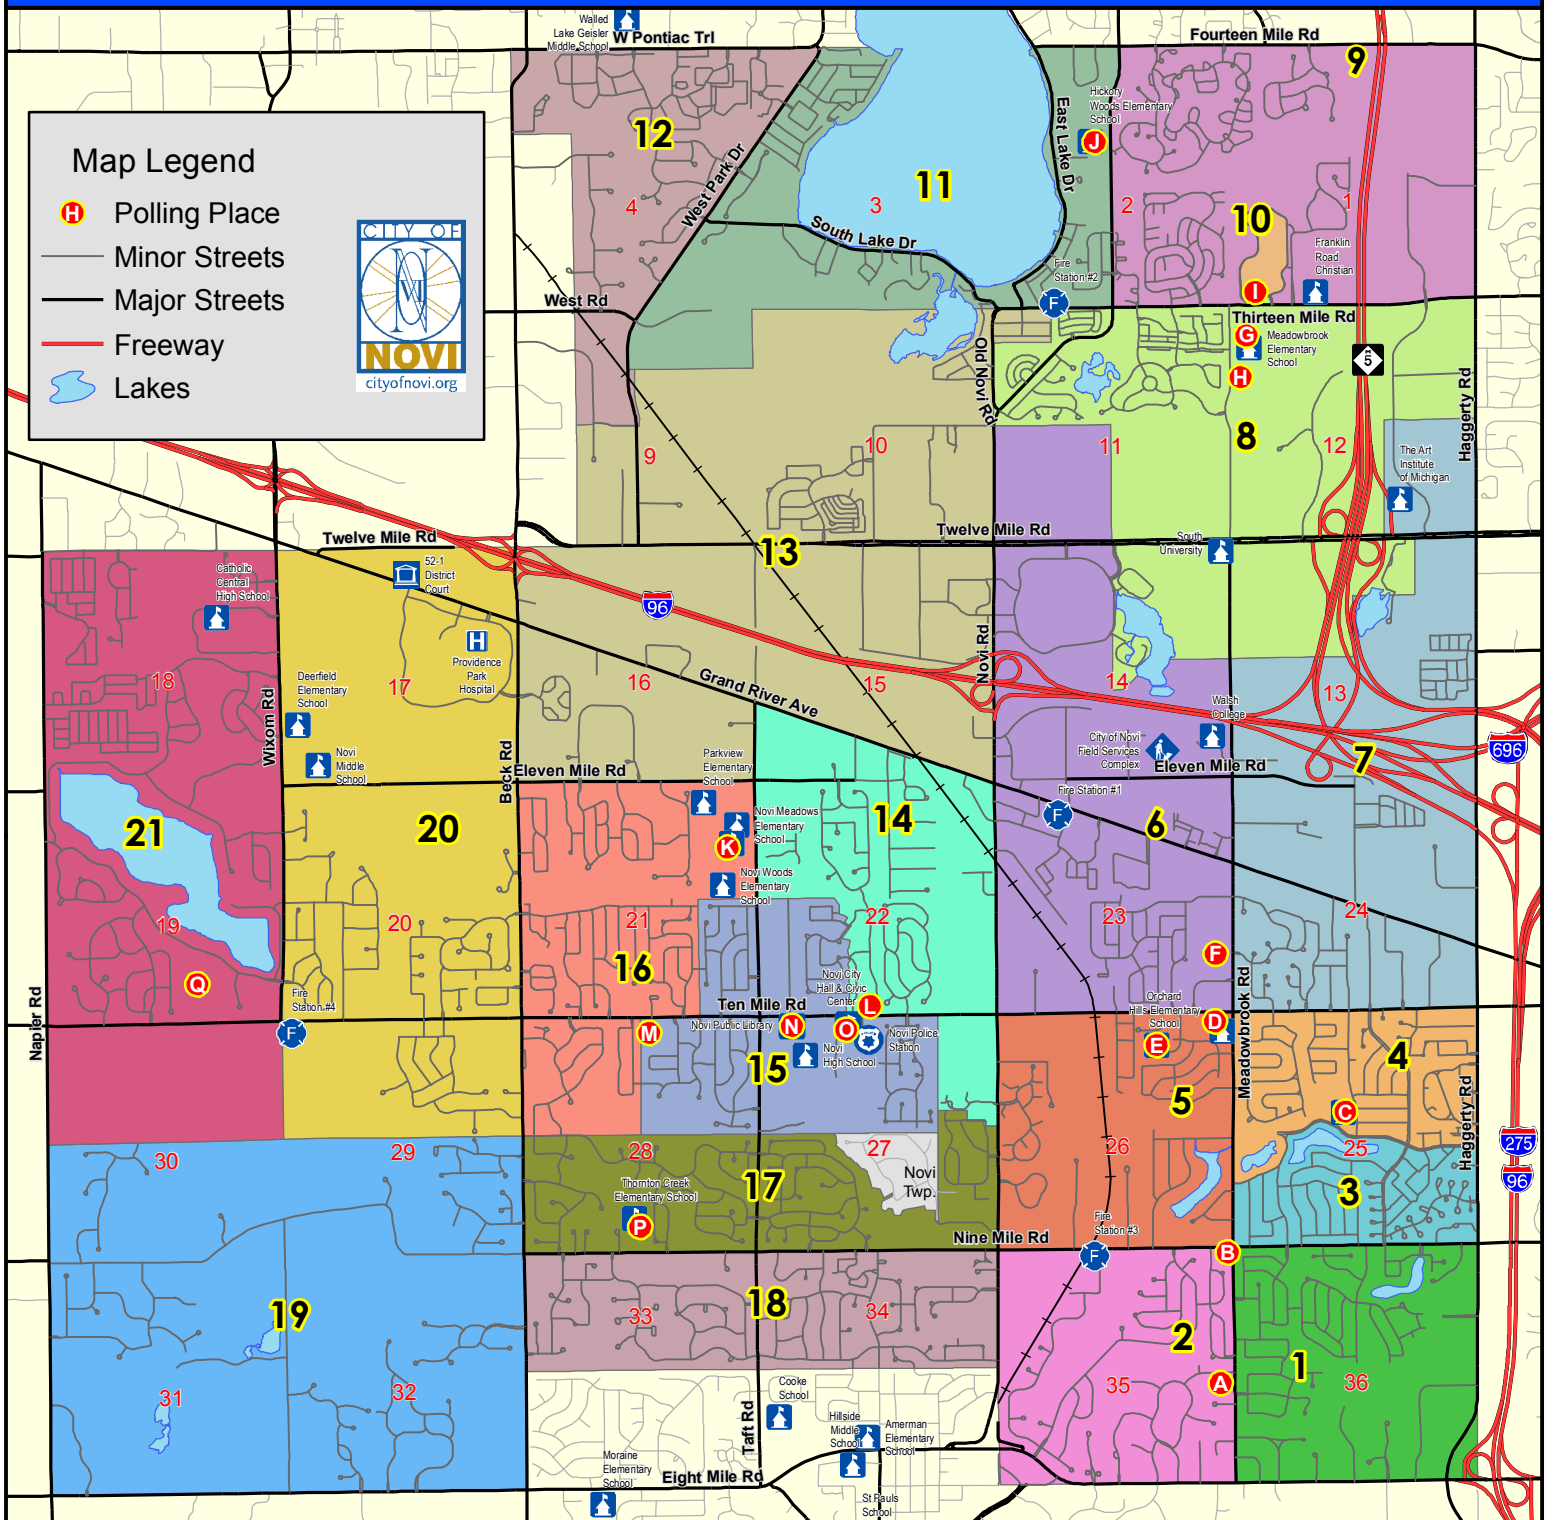 Walled
Lake Geisler
Middle School
W Pontiac Trl
Fourteen Mile Rd
9
Map Legend
H Polling Place
Minor Streets
Major Streets
Freeway
Lakes
CITY OF
NOVI
cityofnovi.org
12
4
West Park Dr
11
3
South Lake Dr
East Lake Dr
Hickory
Woods Elementary
School
J
2
10
1
Franklin
Road
Christian
I
Fire
Station #2
F
West Rd
Thirteen Mile Rd
G
Meadowbrook
Elementary
School
H
M
5
Old Novi Rd
Haggerty Rd
8
9
10
11
12
The Art
Institute
of Michigan
Twelve Mile Rd
Twelve Mile Rd
13
South
University
Catholic
Central
High School
52-1
District
Court
96
H
Providence
Park
Hospital
Novi Rd
18
Deerfield
Elementary
School
17
16
Grand River Ave
15
14
13
Wixom Rd
Novi
Middle
School
Beck Rd
Eleven Mile Rd
Parkview
Elementary
School
City of Novi
Field Services
Complex
Walsh
College
Eleven Mile Rd
7
696
Fire Station #1
F
21
20
Novi Meadows
Elementary
School
K
14
6
Novi Woods
Elementary
School
19
20
21
22
23
24
16
Q
Fire
Station #4
F
Novi City
Hall & Civic
Center
L
F
Napier Rd
Ten Mile Rd
Novi Public Library
M
N
O
Novi Police
Station
Novi
High School
15
Orchard
Hills Elementary
School
D
E
Meadowbrook Rd
4
5
C
Haggerty Rd
30
29
28
27
26
25
275
96
Novi
Twp.
Thornton Creek
Elementary School
P
17
3
Fire
Station #3
F
Nine Mile Rd
B
19
18
33
34
2
1
31
32
35
A
36
Cooke
School
Taft Rd
Hillside
Middle
School
Amerman
Elementary
School
Moraine
Elementary
School
Eight Mile Rd
St Pauls
School